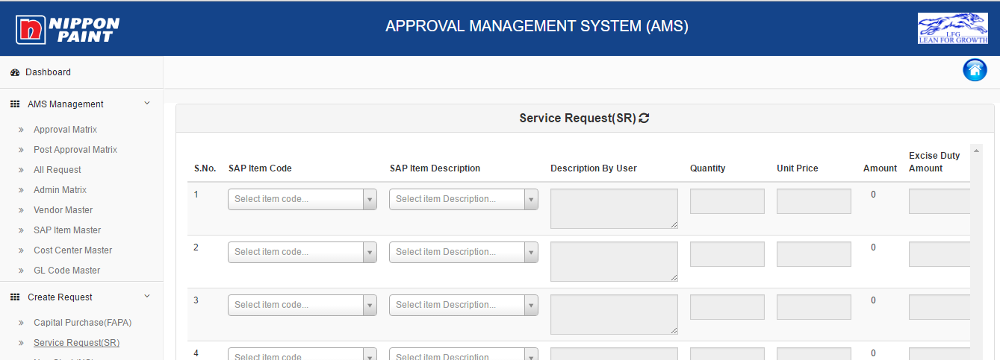 NIPPON
PAINT
APPROVAL MANAGEMENT SYSTEM (AMS)
LFG
LEAN FOR GROWTH
Dashboard
AMS Management
Approval Matrix
Post Approval Matrix
All Request
Admin Matrix
Vendor Master
SAP Item Master
Cost Center Master
GL Code Master
Create Request
Capital Purchase(FAPA)
Service Request(SR)
Service Request(SR)
S.No. SAP Item Code SAP Item Description Description By User Quantity Unit Price Amount Excise Duty Amount
1 Select item code... Select item Description... 0
2 Select item code... Select item Description... 0
3 Select item code... Select item Description... 0
4 Select item code... Select item Description... 0